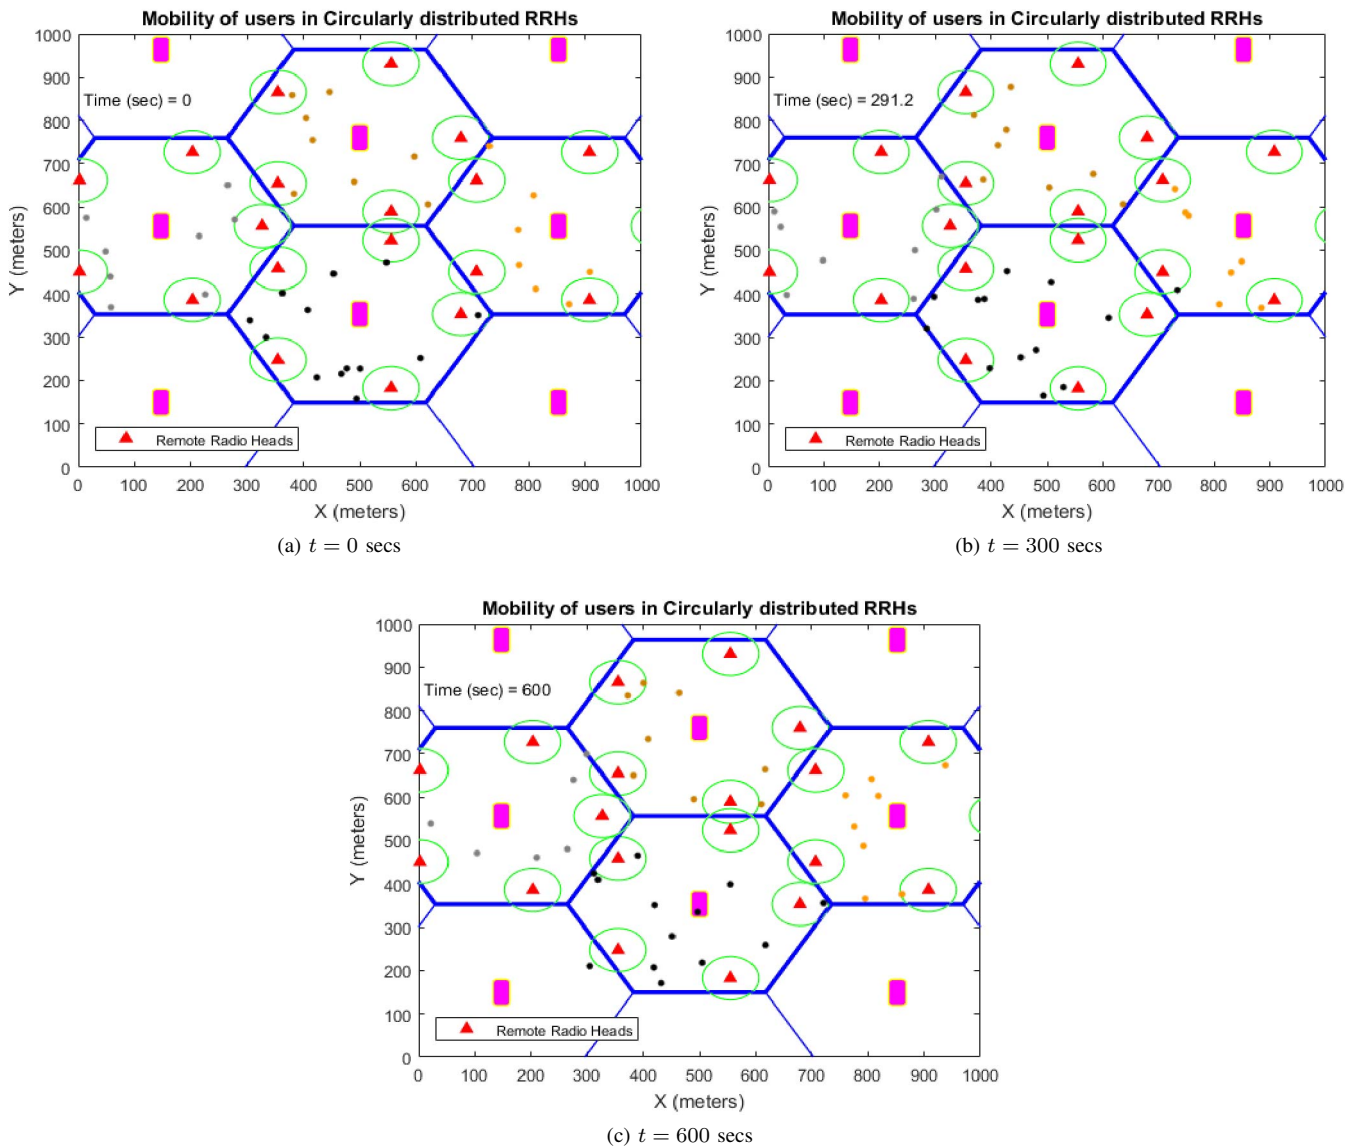 Mobility of users in Circularly distributed RRHs
Time (sec) = 0
Y (meters)
1000
900
800
700
600
500
400
300
200
100
0
Remote Radio Heads
0 100 200 300 400 500 600 700 800 900 1000
X (meters)
(a) t = 0 secs
Mobility of users in Circularly distributed RRHs
Time (sec) = 291.2
Y (meters)
1000
900
800
700
600
500
400
300
200
100
0
Remote Radio Heads
0 100 200 300 400 500 600 700 800 900 1000
X (meters)
(b) t = 300 secs
Mobility of users in Circularly distributed RRHs
Time (sec) = 600
Y (meters)
1000
900
800
700
600
500
400
300
200
100
0
Remote Radio Heads
0 100 200 300 400 500 600 700 800 900 1000
X (meters)
(c) t = 600 secs